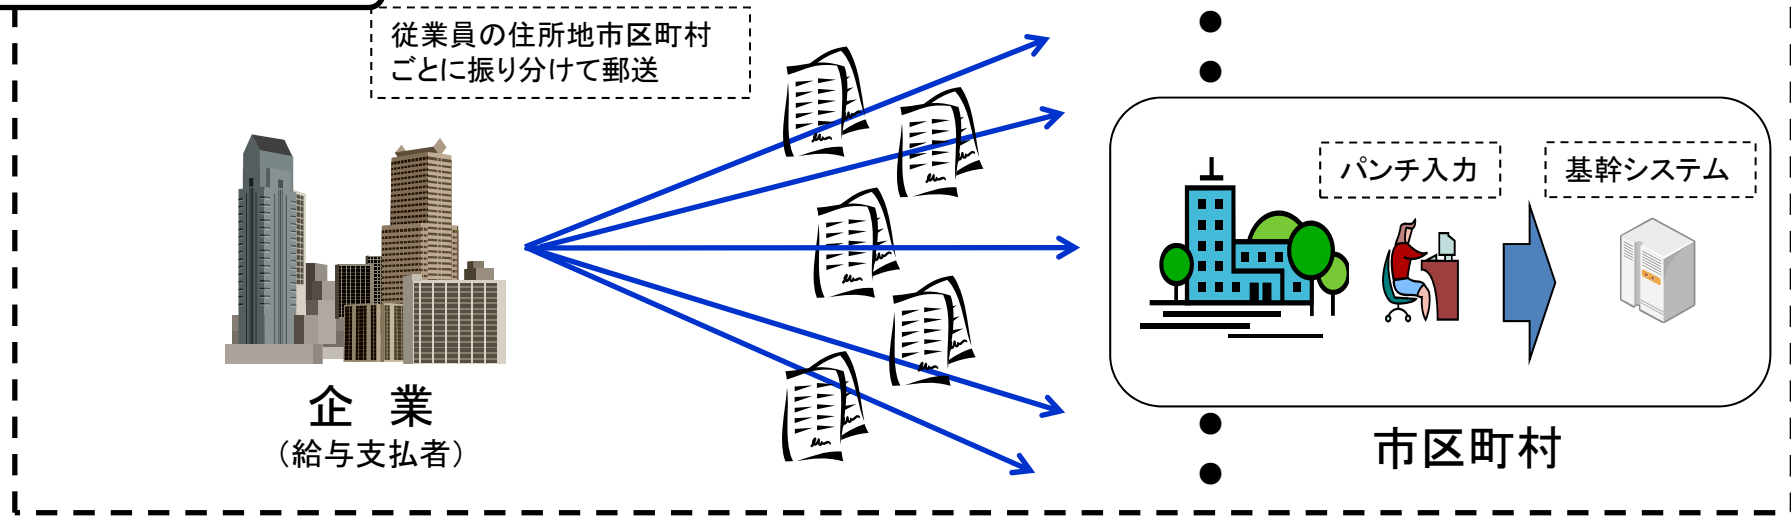 従業員の住所地市区町村
ごとに振り分けて郵送
パンチ入力
基幹システム
企　業
（給与支払者）
市区町村